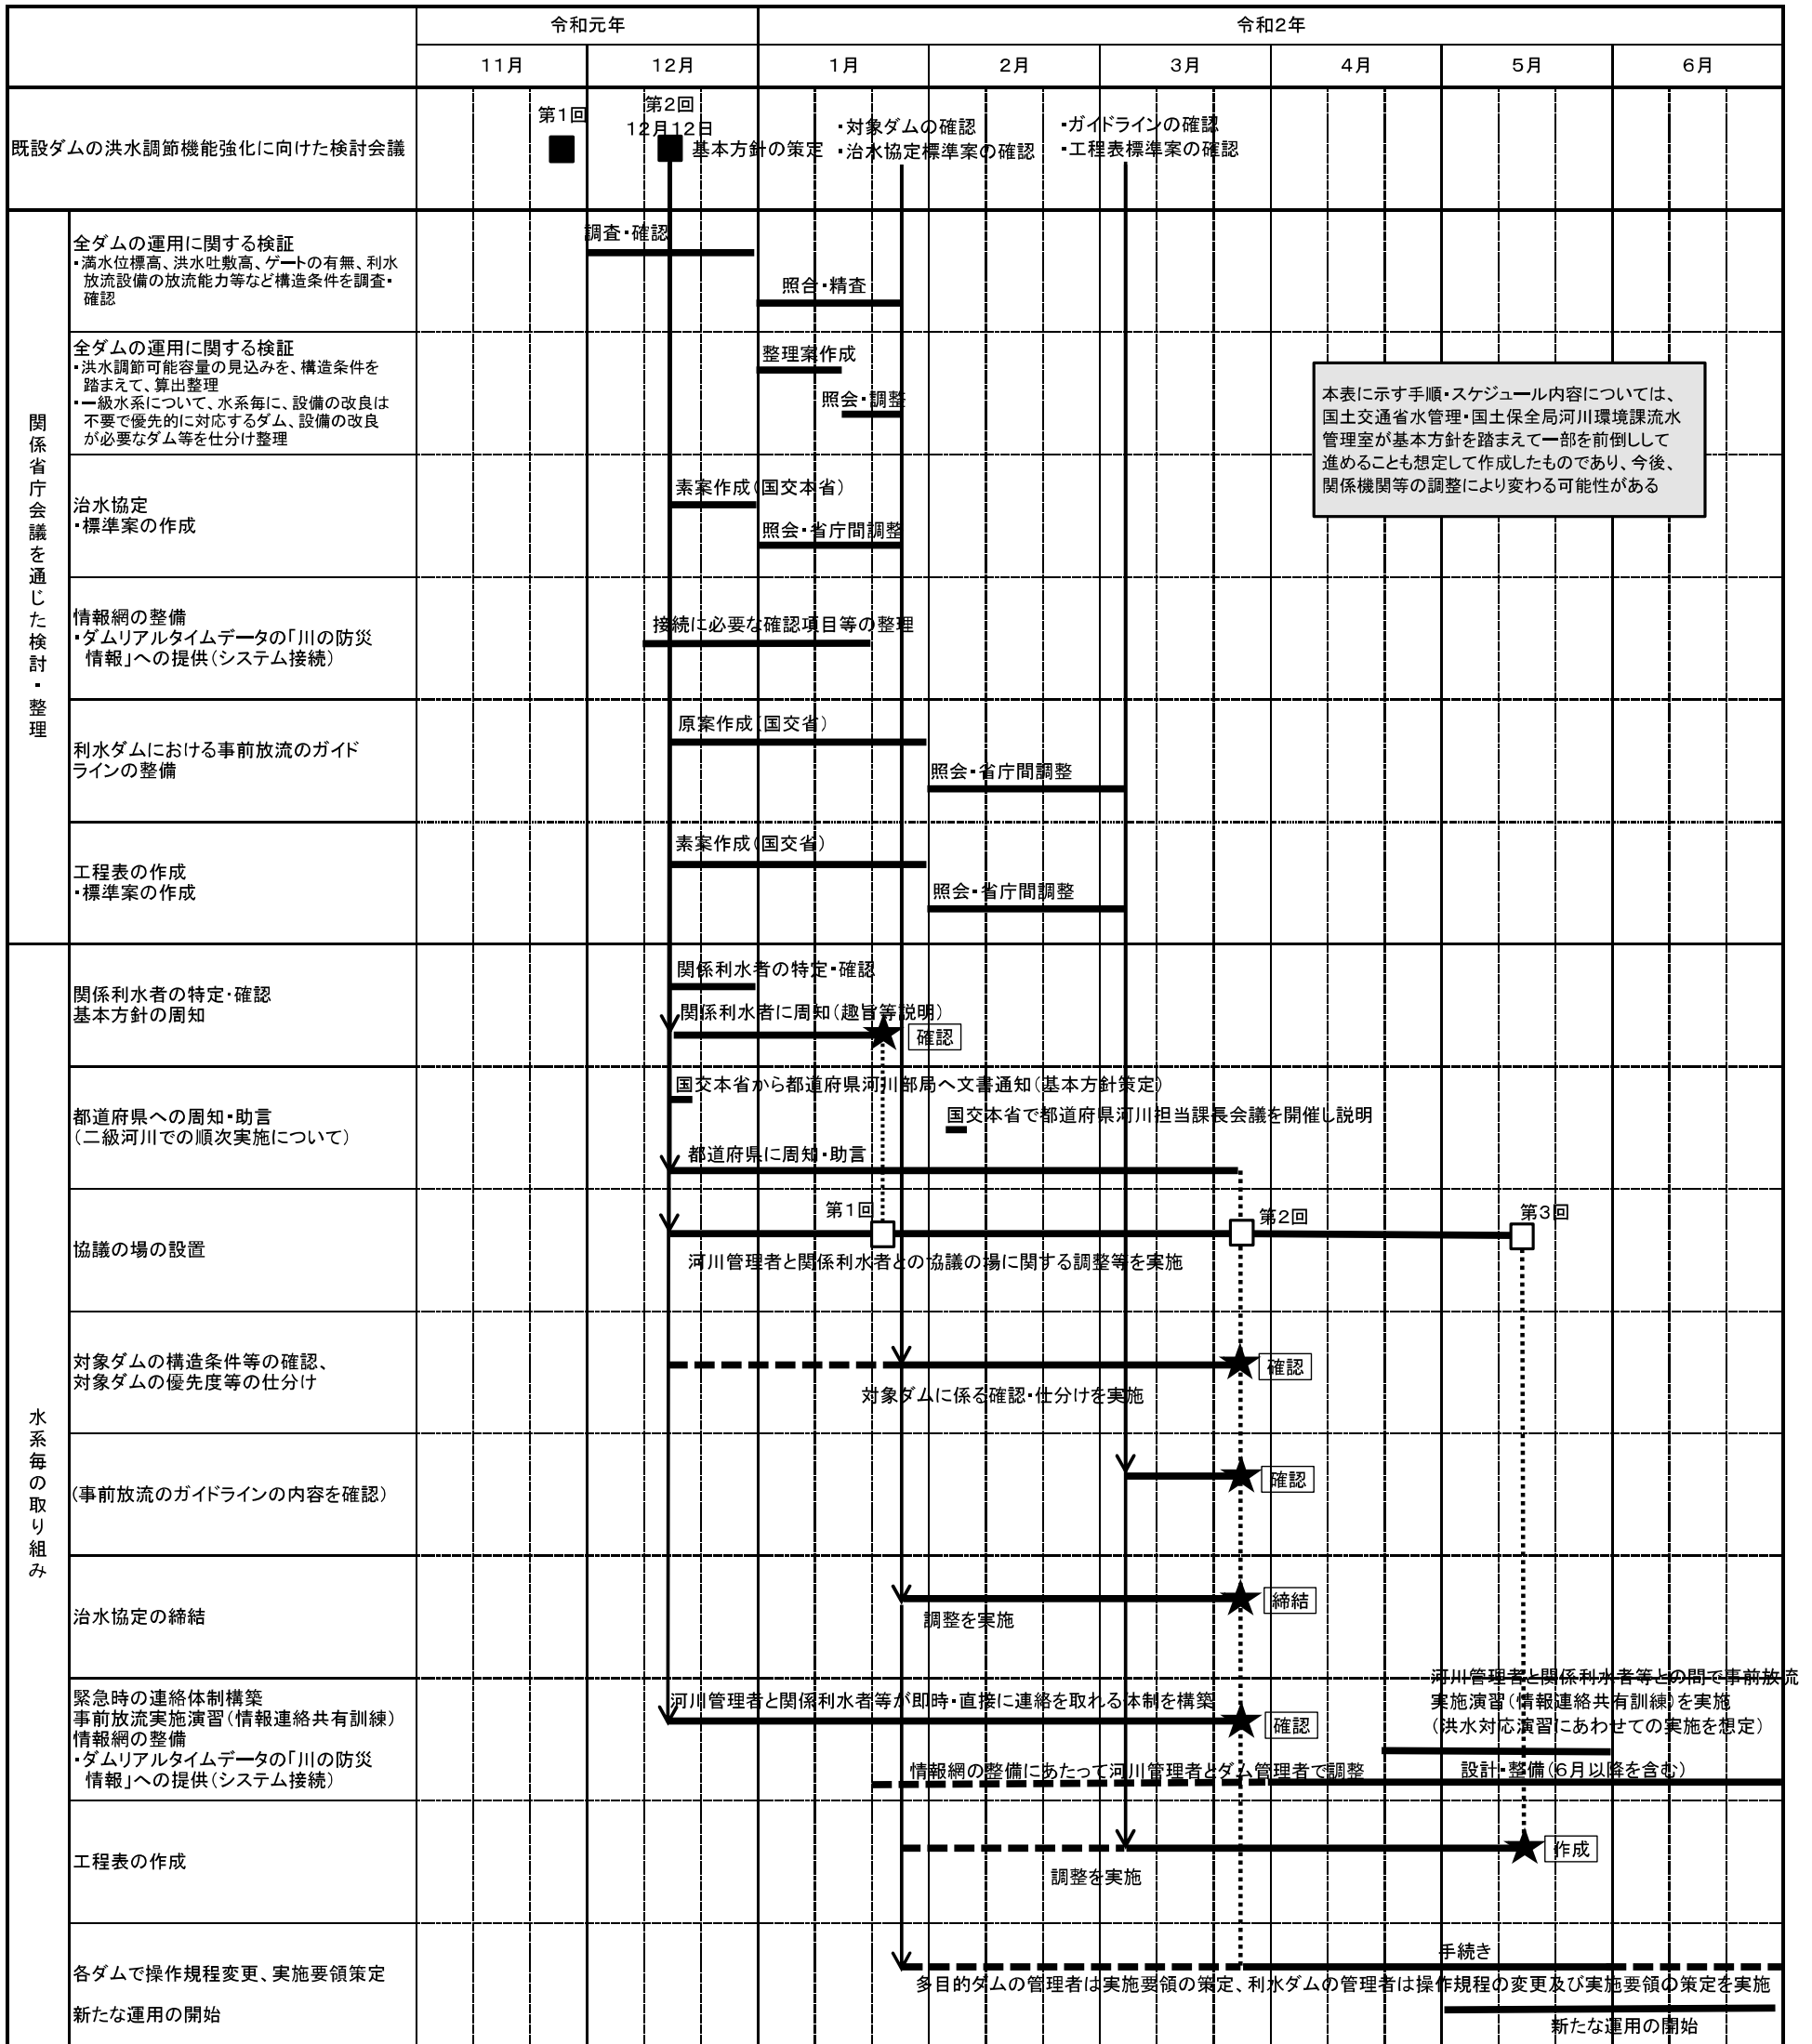 令和元年
令和2年
11月
12月
1月
2月
3月
4月
5月
6月
既設ダムの洪水調節機能強化に向けた検討会議
第1回
第2回
12月12日
基本方針の策定
・対象ダムの確認
・治水協定標準案の確認
・ガイドラインの確認
・工程表標準案の確認
関係省庁会議を通じた検討・整理
全ダムの運用に関する検証
・満水位標高、洪水吐敷高、ゲートの有無、利水
放流設備の放流能力等など構造条件を調査・
確認
調査・確認
照合・精査
全ダムの運用に関する検証
・洪水調節可能容量の見込みを、構造条件を
踏まえて、算出整理
・一級水系について、水系毎に、設備の改良は
不要で優先的に対応するダム、設備の改良
が必要なダム等を仕分け整理
整理案作成
照会・調整
本表に示す手順・スケジュール内容については、
国土交通省水管理・国土保全局河川環境課流水
管理室が基本方針を踏まえて一部を前倒しして
進めることも想定して作成したものであり、今後、
関係機関等の調整により変わる可能性がある
治水協定
・標準案の作成
素案作成(国交本省)
照会・省庁間調整
情報網の整備
・ダムリアルタイムデータの「川の防災
情報」への提供(システム接続)
接続に必要な確認項目等の整理
利水ダムにおける事前放流のガイド
ラインの整備
原案作成(国交省)
照会・省庁間調整
工程表の作成
・標準案の作成
素案作成(国交省)
照会・省庁間調整
水系毎の取り組み
関係利水者の特定・確認
基本方針の周知
関係利水者の特定・確認
関係利水者に周知(趣旨等説明)
確認
都道府県への周知・助言
(二級河川での順次実施について)
国交本省から都道府県河川部局へ文書通知(基本方針策定)
国交本省で都道府県河川担当課長会議を開催し説明
都道府県に周知・助言
協議の場の設置
第1回
第2回
第3回
河川管理者と関係利水者との協議の場に関する調整等を実施
対象ダムの構造条件等の確認、
対象ダムの優先度等の仕分け
確認
対象ダムに係る確認・仕分けを実施
(事前放流のガイドラインの内容を確認)
確認
治水協定の締結
締結
調整を実施
緊急時の連絡体制構築
事前放流実施演習(情報連絡共有訓練)
情報網の整備
・ダムリアルタイムデータの「川の防災
情報」への提供(システム接続)
河川管理者と関係利水者等が即時・直接に連絡を取れる体制を構築
確認
河川管理者と関係利水者等との間で事前放流
実施演習(情報連絡共有訓練)を実施
(洪水対応演習にあわせての実施を想定)
情報網の整備にあたって河川管理者とダム管理者で調整
設計・整備(6月以降を含む)
工程表の作成
作成
調整を実施
各ダムで操作規程変更、実施要領策定
新たな運用の開始
手続き
多目的ダムの管理者は実施要領の策定、利水ダムの管理者は操作規程の変更及び実施要領の策定を実施
新たな運用の開始